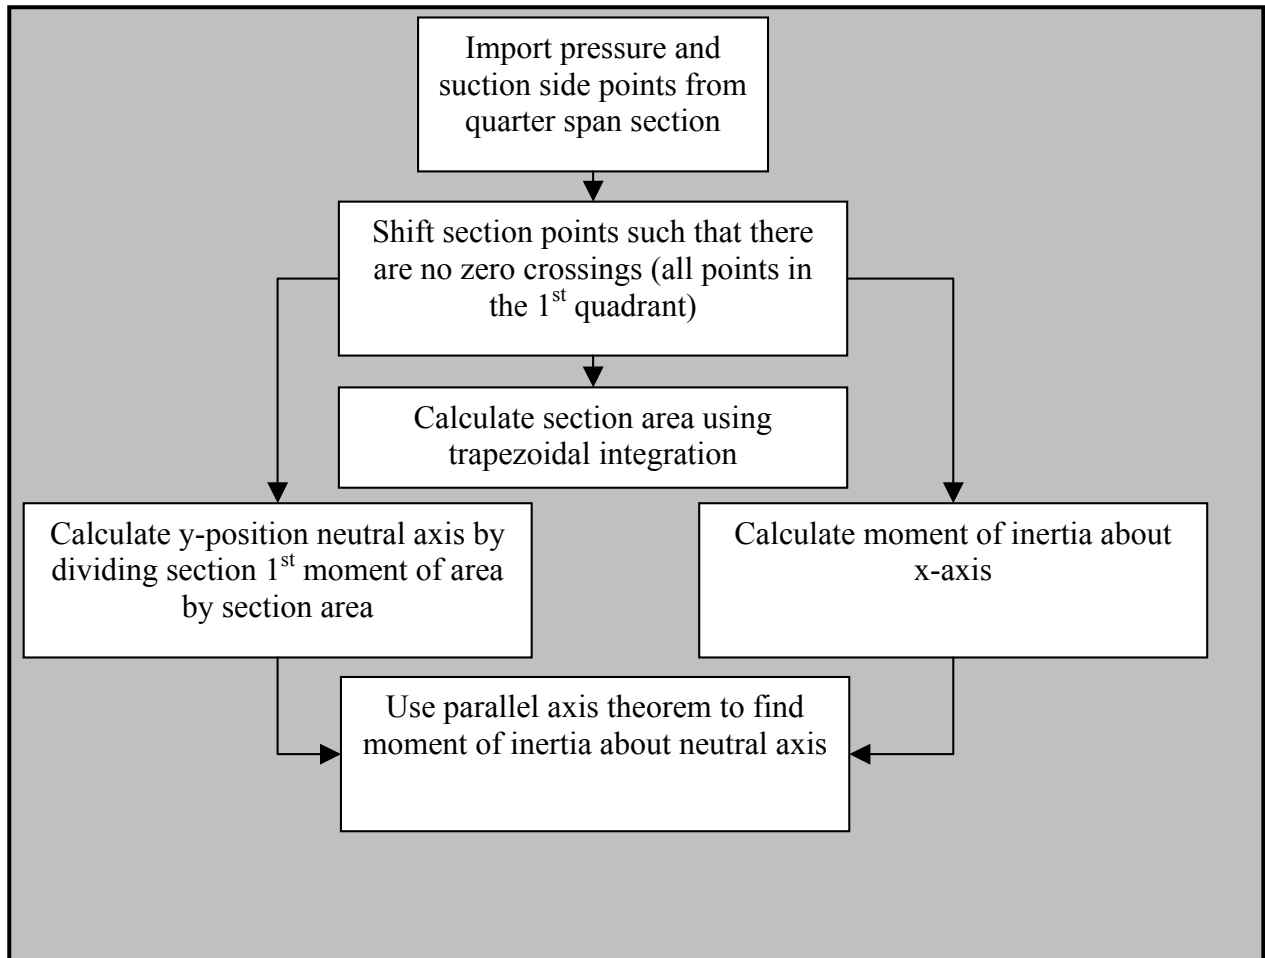 Import pressure and
suction side points from
quarter span section
Shift section points such that there
are no zero crossings (all points in
the 1st quadrant)
Calculate section area using
trapezoidal integration
Calculate y-position neutral axis by
dividing section 1st moment of area
by section area
Calculate moment of inertia about
x-axis
Use parallel axis theorem to find
moment of inertia about neutral axis